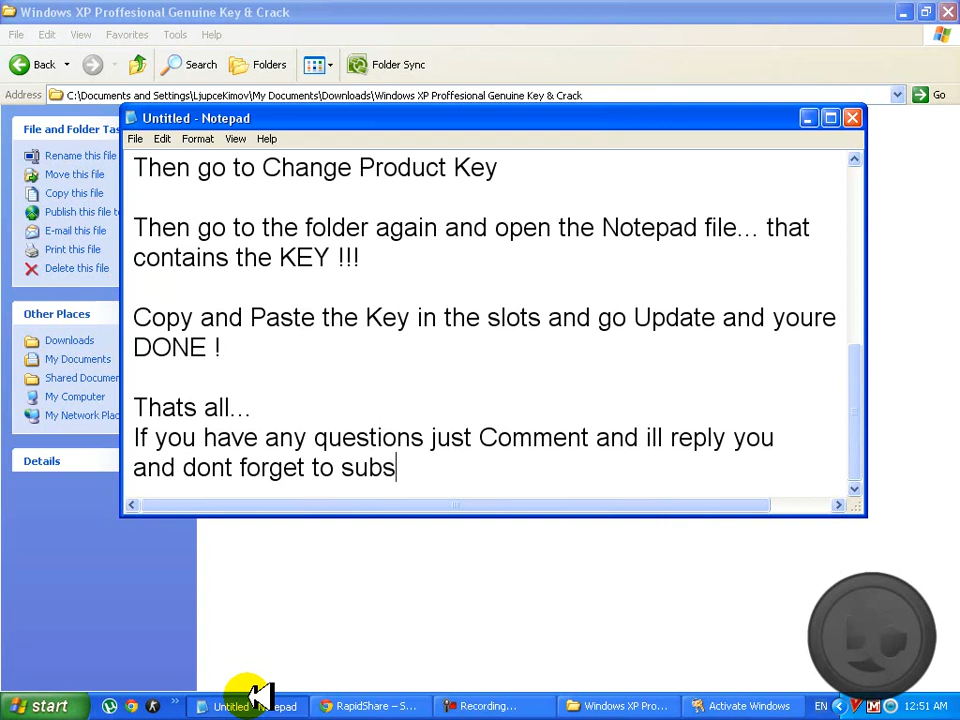 Windows XP Proffesional Genuine Key & Crack
File Edit View Favorites Tools Help
Back Search Folders Folder Sync
Address C:\Documents and Settings\LjupceKimov\My Documents\Downloads\Windows XP Proffesional Genuine Key & Crack Go
File and Folder Tas
Rename this file
Move this file
Copy this file
Publish this file to
E-mail this file
Print this file
Delete this file
Other Places
Downloads
My Documents
Shared Documen
My Computer
My Network Plac
Details
Untitled - Notepad
File Edit Format View Help
Then go to Change Product Key
Then go to the folder again and open the Notepad file... that
contains the KEY !!!
Copy and Paste the Key in the slots and go Update and youre
DONE !
Thats all...
If you have any questions just Comment and ill reply you
and dont forget to subs
start Untitled - Notepad RapidShare – S... Recording... Windows XP Pro... Activate Windows EN 12:51 AM